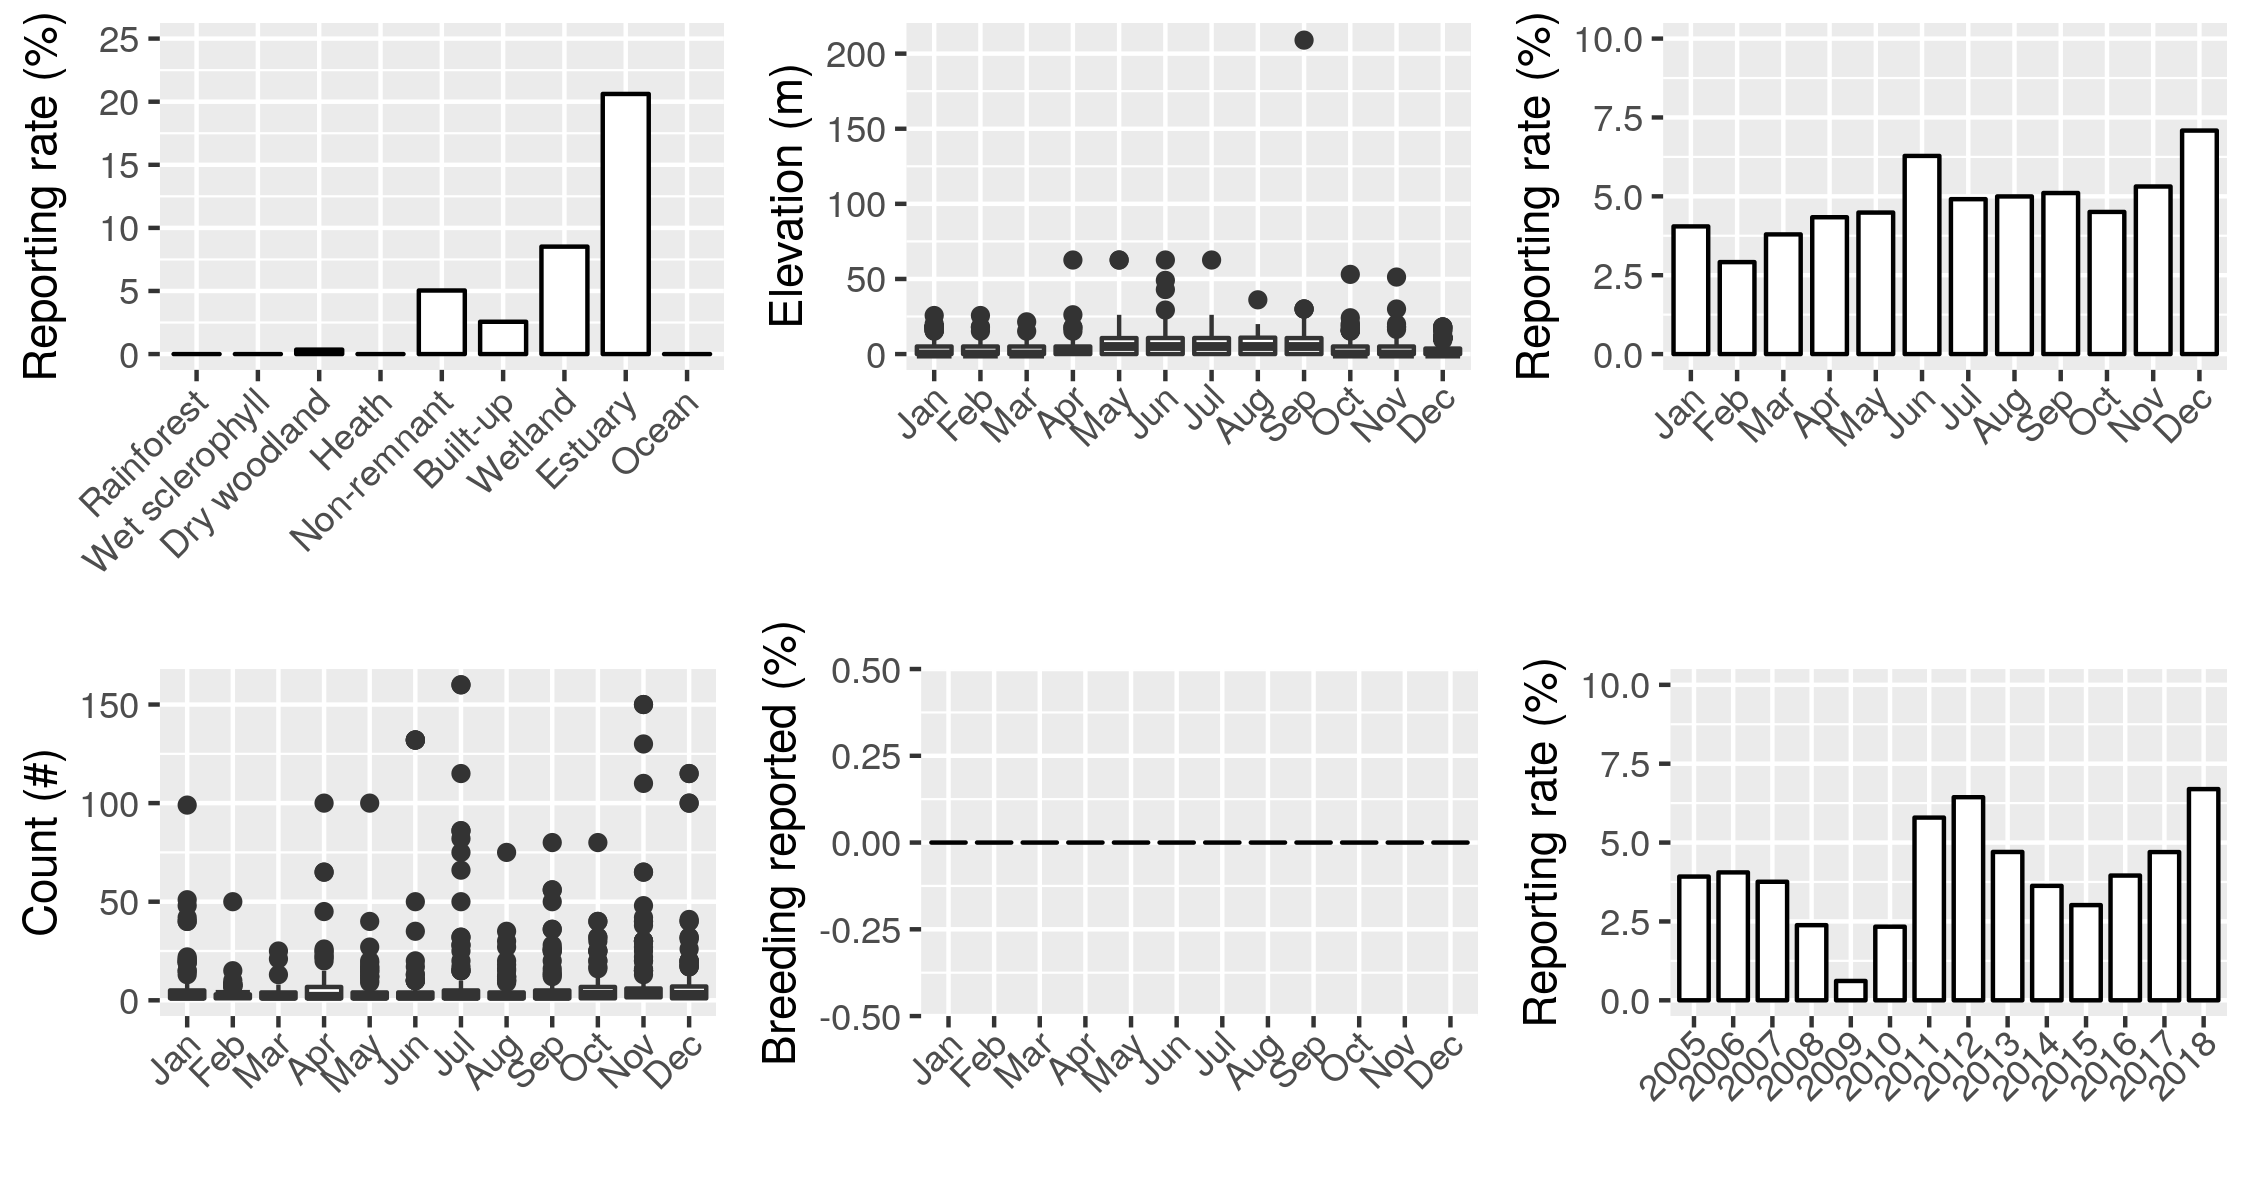 Reporting rate (%)
25
20
15
10
5
0
Rainforest
Wet sclerophyll
Dry woodland
Heath
Non-remnant
Built-up
Wetland
Estuary
Ocean
Elevation (m)
200
150
100
50
0
Jan
Feb
Mar
Apr
May
Jun
Jul
Aug
Sep
Oct
Nov
Dec
Reporting rate (%)
10.0
7.5
5.0
2.5
0.0
Jan
Feb
Mar
Apr
May
Jun
Jul
Aug
Sep
Oct
Nov
Dec
Count (#)
150
100
50
0
Jan
Feb
Mar
Apr
May
Jun
Jul
Aug
Sep
Oct
Nov
Dec
Breeding reported (%)
0.50
0.25
0.00
-0.25
-0.50
Jan
Feb
Mar
Apr
May
Jun
Jul
Aug
Sep
Oct
Nov
Dec
Reporting rate (%)
10.0
7.5
5.0
2.5
0.0
2005
2006
2007
2008
2009
2010
2011
2012
2013
2014
2015
2016
2017
2018